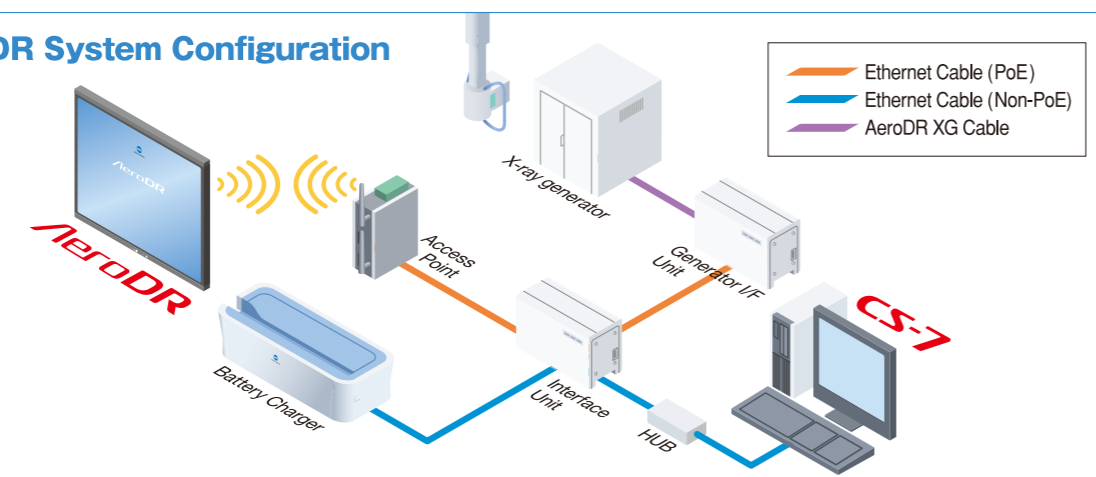 DR System Configuration
Ethernet Cable (PoE)
Ethernet Cable (Non-PoE)
AeroDR XG Cable
X-ray generator
AeroDR
AeroDR
Access
Point
Generator I/F
Unit
CS-7
Battery Charger
Interface
Unit
HUB